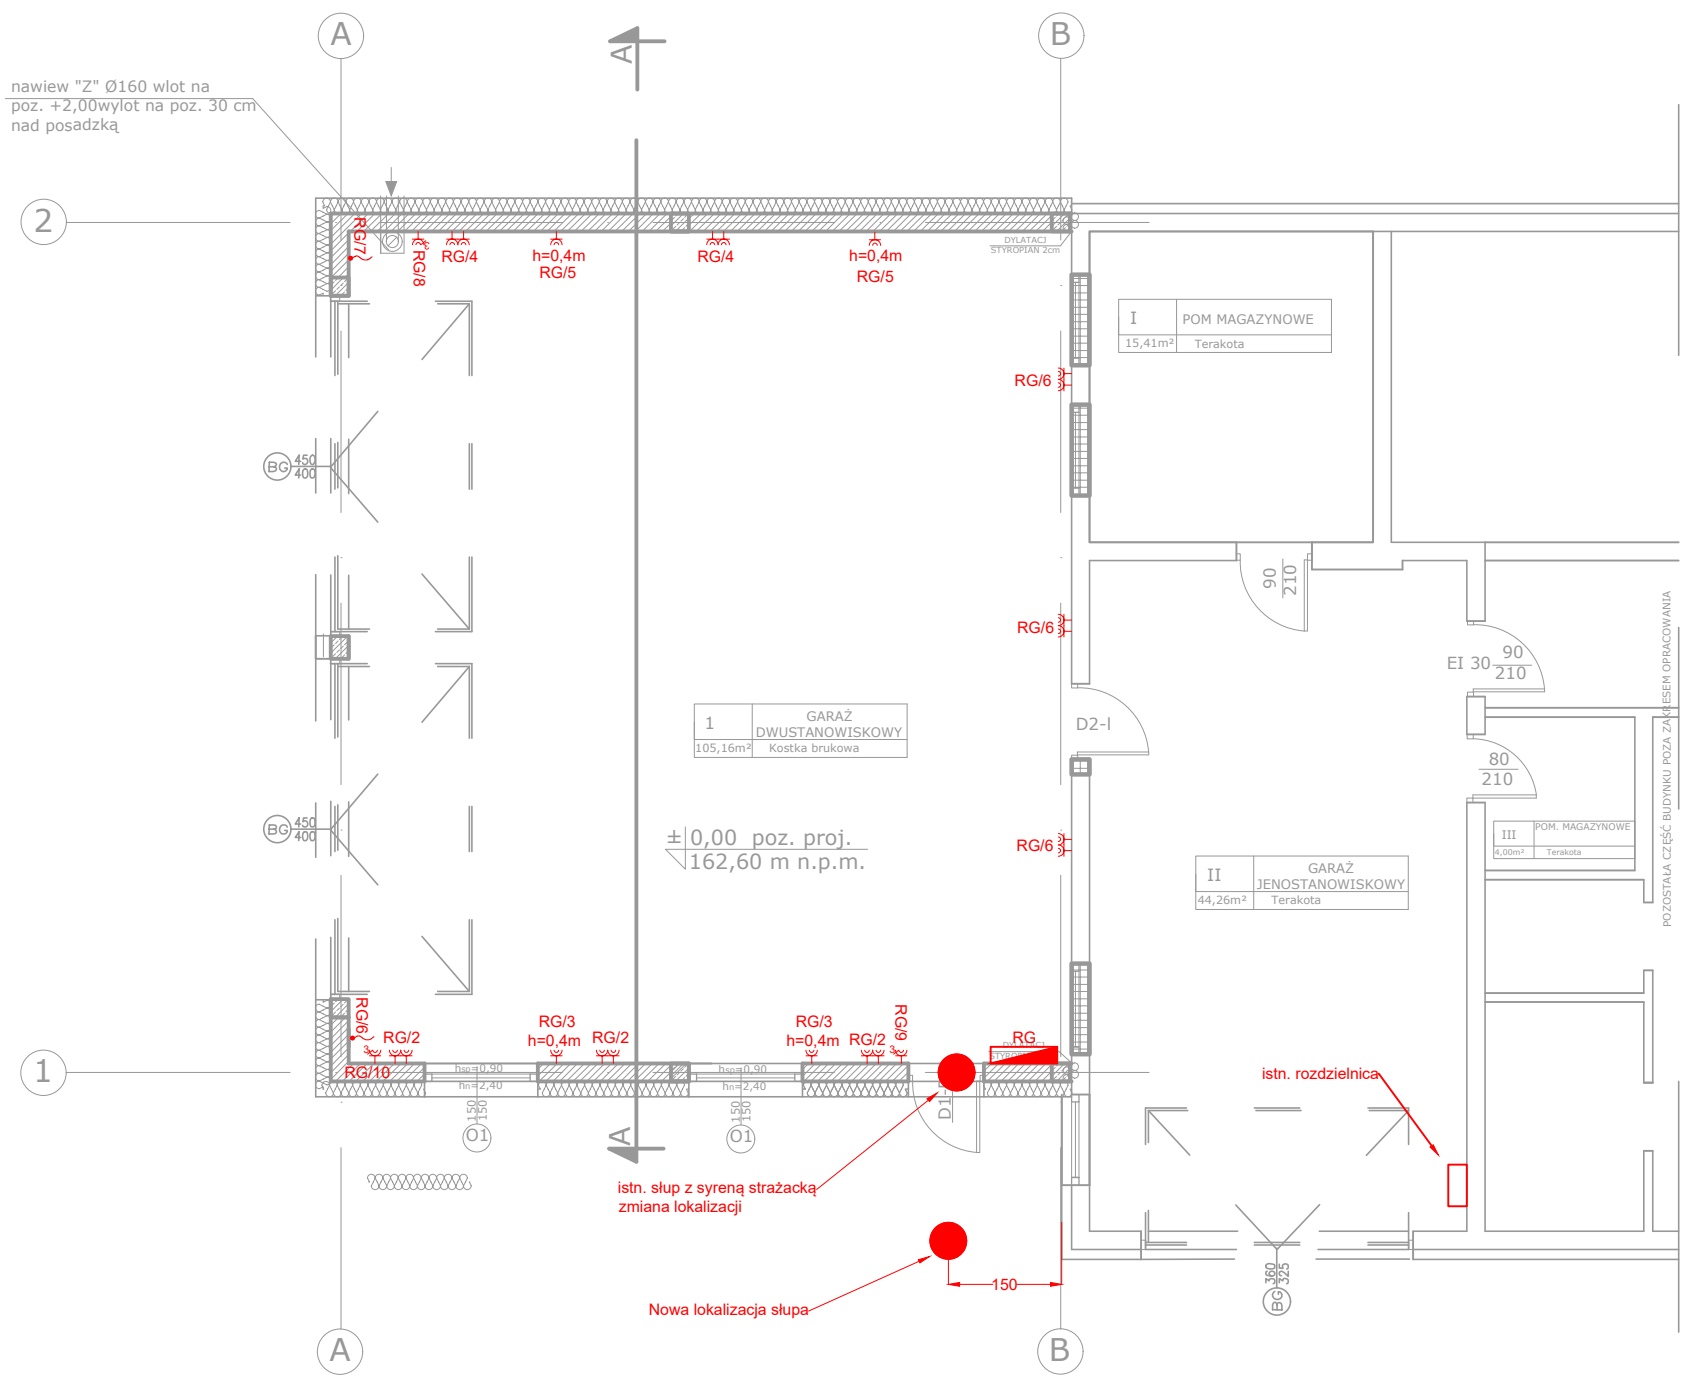 A
B
A
nawiew "Z" Ø160 wlot na
poz. +2,00wylot na poz. 30 cm
nad posadzką
2
RG/7
RG/8
3
RG/4
h=0,4m
RG/5
RG/4
h=0,4m
RG/5
DYLATACJ
STYROPIAN 2cm
I
POM MAGAZYNOWE
15,41m²
Terakota
RG/6
BG
450
400
90
210
RG/6
EI 30
90
210
1
GARAŻ
DWUSTANOWISKOWY
105,16m²
Kostka brukowa
D2-I
80
210
POZOSTAŁA CZĘŚĆ BUDYNKU POZA ZAKRESEM OPRACOWANIA
BG
450
400
± 0,00 poz. proj.
162,60 m n.p.m.
RG/6
III
POM. MAGAZYNOWE
4,00m²
Terakota
II
GARAŻ
JENOSTANOWISKOWY
44,26m²
Terakota
RG/6
3
RG/2
RG/10
RG/3
h=0,4m
RG/2
RG/3
h=0,4m
RG/2
RG/9
3
RG
DYLATACJ
1
hsp=0,90
hn=2,40
hsp=0,90
hn=2,40
istn. rozdzielnica
150
150
O1
150
150
O1
D1-
A
istn. słup z syreną strażacką
zmiana lokalizacji
150
Nowa lokalizacja słupa
BG
360
325
A
B